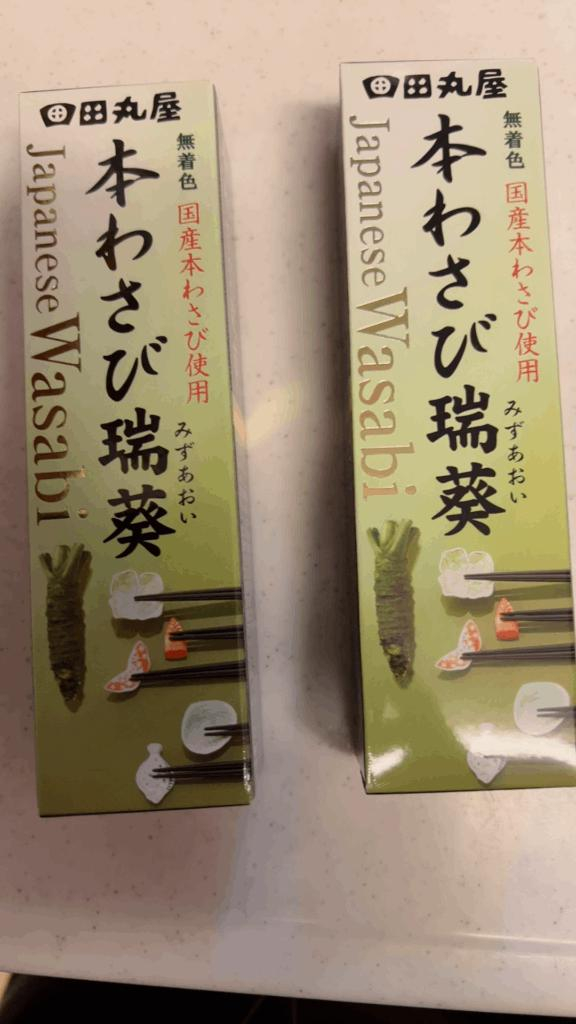 田丸屋
無着色
国産本わさび使用
本わさび瑞葵
みずあおい
Japanese Wasabi
田丸屋
無着色
国産本わさび使用
本わさび瑞葵
みずあおい
Japanese Wasabi